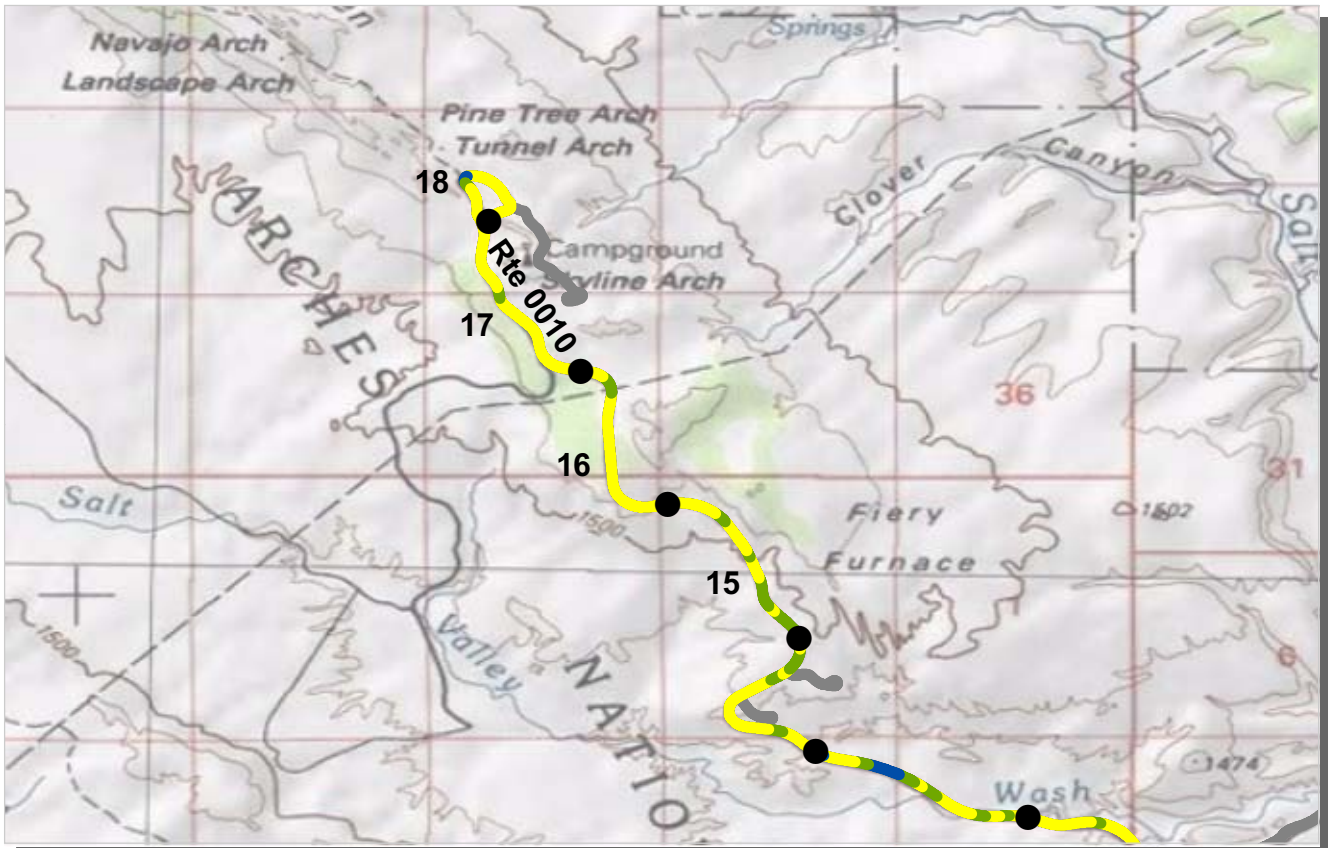 Springs
Navajo Arch
Landscape Arch
Pine Tree Arch
Tunnel Arch
Clover
Canyon
Salt
18
ARCHES
Campground
Skyline Arch
Rte 0010
17
36
16
31
Salt
1500
Fiery
1502
Furnace
15
1500
Valley
6
NATIO
1474
Wash